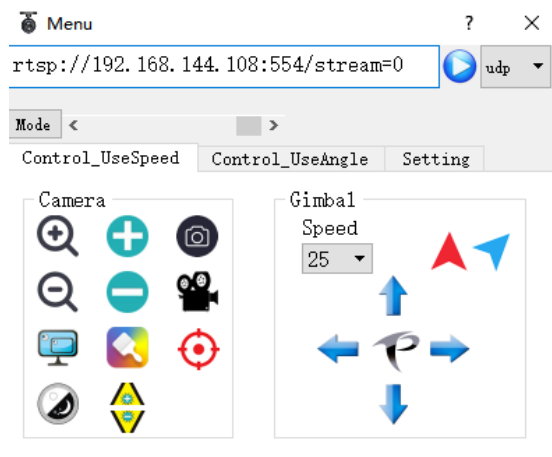 Menu
rtsp://192.168.144.108:554/stream=0
udp
Mode
Control_UseSpeed
Control_UseAngle
Setting
Camera
Gimbal
Speed
25